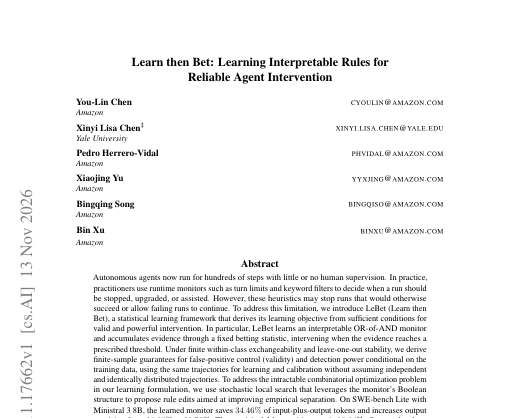 Learn then Bet: Learning Interpretable Rules for
Reliable Agent Intervention
You-Lin Chen CYOULIN@AMAZON.COM
Amazon
Xinyi Lisa Chen‡ XINYI.LISA.CHEN@YALE.EDU
Yale University
Pedro Herrero-Vidal PHVIDAL@AMAZON.COM
Amazon
Xiaojing Yu YYXJING@AMAZON.COM
Amazon
Bingqing Song BINGQISO@AMAZON.COM
Amazon
Bin Xu BINXU@AMAZON.COM
Amazon
Abstract
Autonomous agents now run for hundreds of steps with little or no human supervision. In practice,
practitioners use runtime monitors such as turn limits and keyword filters to decide when a run should
be stopped, upgraded, or assisted. However, these heuristics may stop runs that would otherwise
succeed or allow failing runs to continue. To address this limitation, we introduce LeBet (Learn then
Bet), a statistical learning framework that derives its learning objective from sufficient conditions for
valid and powerful intervention. In particular, LeBet learns an interpretable OR-of-AND monitor
and accumulates evidence through a fixed betting statistic, intervening when the evidence reaches a
prescribed threshold. Under finite within-class exchangeability and leave-one-out stability, we derive
finite-sample guarantees for false-positive control (validity) and detection power conditional on the
training data, using the same trajectories for learning and calibration without assuming independent
and identically distributed trajectories. To address the intractable combinatorial optimization problem
in our learning formulation, we use stochastic local search that leverages the monitor's Boolean
structure to propose rule edits aimed at improving empirical separation. On SWE-bench Lite with
Ministral 3 8B, the learned monitor saves 34.46% of input-plus-output tokens and increases output
1.17662v1 [cs.AI] 13 Nov 2026